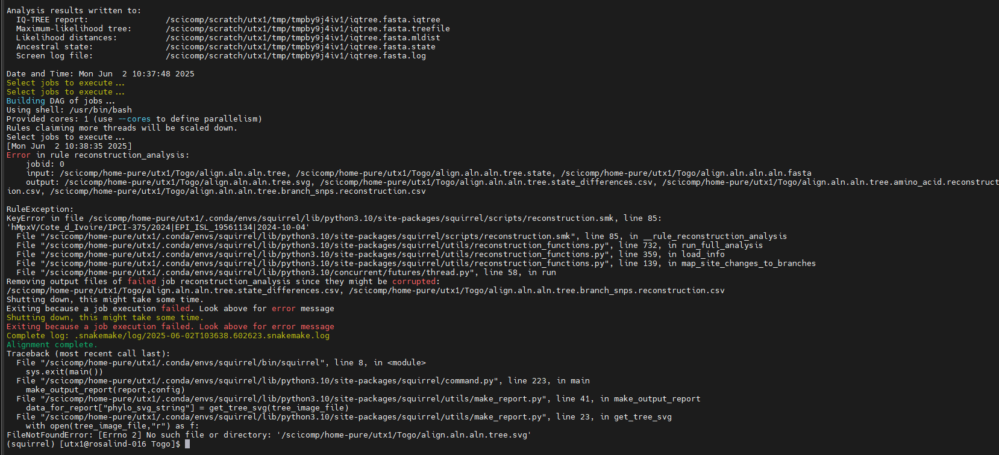 Analysis results written to:
  IQ-TREE report:                /scicomp/scratch/utx1/tmp/tmpby9j4iv1/iqtree.fasta.iqtree
  Maximum-likelihood tree:       /scicomp/scratch/utx1/tmp/tmpby9j4iv1/iqtree.fasta.treefile
  Likelihood distances:          /scicomp/scratch/utx1/tmp/tmpby9j4iv1/iqtree.fasta.mldist
  Ancestral state:               /scicomp/scratch/utx1/tmp/tmpby9j4iv1/iqtree.fasta.state
  Screen log file:               /scicomp/scratch/utx1/tmp/tmpby9j4iv1/iqtree.fasta.log

Date and Time: Mon Jun  2 10:37:48 2025
Select jobs to execute...
Select jobs to execute...
Building DAG of jobs...
Using shell: /usr/bin/bash
Provided cores: 1 (use --cores to define parallelism)
Rules claiming more threads will be scaled down.
Select jobs to execute...
[Mon Jun  2 10:38:35 2025]
Error in rule reconstruction_analysis:
    jobid: 0
    input: /scicomp/home-pure/utx1/Togo/align.aln.aln.tree, /scicomp/home-pure/utx1/Togo/align.aln.aln.tree.state, /scicomp/home-pure/utx1/Togo/align.aln.aln.aln.fasta
    output: /scicomp/home-pure/utx1/Togo/align.aln.aln.tree.svg, /scicomp/home-pure/utx1/Togo/align.aln.aln.tree.state_differences.csv, /scicomp/home-pure/utx1/Togo/align.aln.aln.tree.amino_acid.reconstruct
ion.csv, /scicomp/home-pure/utx1/Togo/align.aln.aln.tree.branch_snps.reconstruction.csv

RuleException:
KeyError in file /scicomp/home-pure/utx1/.conda/envs/squirrel/lib/python3.10/site-packages/squirrel/scripts/reconstruction.smk, line 85:
'hMpxV/Cote_d_Ivoire/IPCI-375/2024|EPI_ISL_19561134|2024-10-04'
  File "/scicomp/home-pure/utx1/.conda/envs/squirrel/lib/python3.10/site-packages/squirrel/scripts/reconstruction.smk", line 85, in __rule_reconstruction_analysis
  File "/scicomp/home-pure/utx1/.conda/envs/squirrel/lib/python3.10/site-packages/squirrel/utils/reconstruction_functions.py", line 732, in run_full_analysis
  File "/scicomp/home-pure/utx1/.conda/envs/squirrel/lib/python3.10/site-packages/squirrel/utils/reconstruction_functions.py", line 359, in load_info
  File "/scicomp/home-pure/utx1/.conda/envs/squirrel/lib/python3.10/site-packages/squirrel/utils/reconstruction_functions.py", line 139, in map_site_changes_to_branches
  File "/scicomp/home-pure/utx1/.conda/envs/squirrel/lib/python3.10/concurrent/futures/thread.py", line 58, in run
Removing output files of failed job reconstruction_analysis since they might be corrupted:
/scicomp/home-pure/utx1/Togo/align.aln.aln.tree.state_differences.csv, /scicomp/home-pure/utx1/Togo/align.aln.aln.tree.branch_snps.reconstruction.csv
Shutting down, this might take some time.
Exiting because a job execution failed. Look above for error message
Shutting down, this might take some time.
Exiting because a job execution failed. Look above for error message
Complete log: .snakemake/log/2025-06-02T103638.602623.snakemake.log
Alignment complete.
Traceback (most recent call last):
  File "/scicomp/home-pure/utx1/.conda/envs/squirrel/bin/squirrel", line 8, in <module>
    sys.exit(main())
  File "/scicomp/home-pure/utx1/.conda/envs/squirrel/lib/python3.10/site-packages/squirrel/command.py", line 223, in main
    make_output_report(report,config)
  File "/scicomp/home-pure/utx1/.conda/envs/squirrel/lib/python3.10/site-packages/squirrel/utils/make_report.py", line 41, in make_output_report
    data_for_report["phylo_svg_string"] = get_tree_svg(tree_image_file)
  File "/scicomp/home-pure/utx1/.conda/envs/squirrel/lib/python3.10/site-packages/squirrel/utils/make_report.py", line 23, in get_tree_svg
    with open(tree_image_file,"r") as f:
FileNotFoundError: [Errno 2] No such file or directory: '/scicomp/home-pure/utx1/Togo/align.aln.aln.tree.svg'
(squirrel) [utx1@rosalind-016 Togo]$